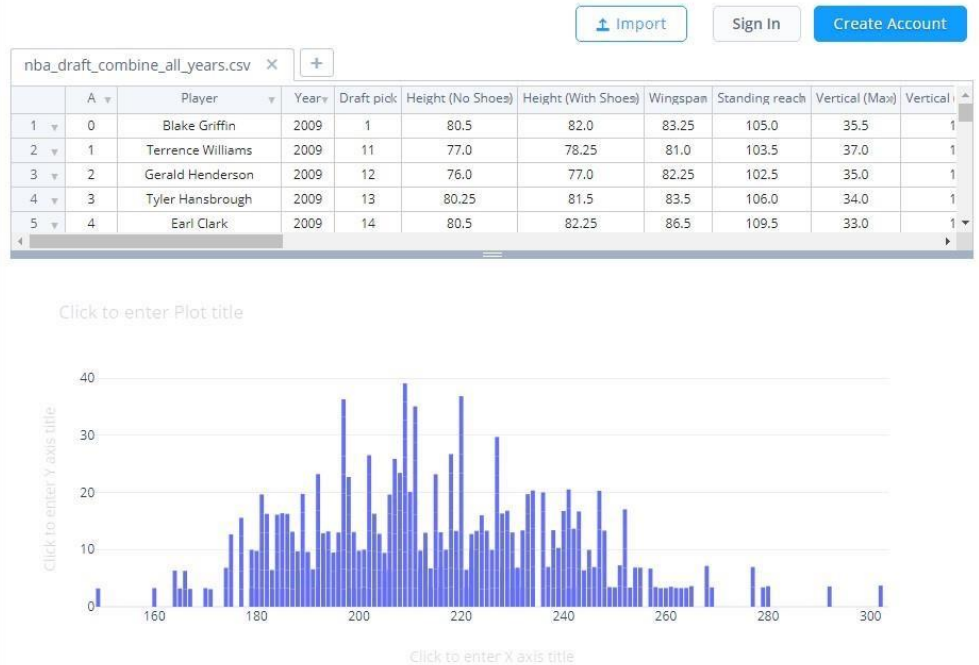 Import Sign In Create Account
nba_draft_combine_all_years.csv × +
A Player Year Draft pick Height (No Shoes) Height (With Shoes) Wingspan Standing reach Vertical (Max) Vertical
1 0 Blake Griffin 2009 1 80.5 82.0 83.25 105.0 35.5 1
2 1 Terrence Williams 2009 11 77.0 78.25 81.0 103.5 37.0 1
3 2 Gerald Henderson 2009 12 76.0 77.0 82.25 102.5 35.0 1
4 3 Tyler Hansbrough 2009 13 80.25 81.5 83.5 106.0 34.0 1
5 4 Earl Clark 2009 14 80.5 82.25 86.5 109.5 33.0 1
Click to enter Plot title
Click to enter Y axis title
40
30
20
10
0
160 180 200 220 240 260 280 300
Click to enter X axis title